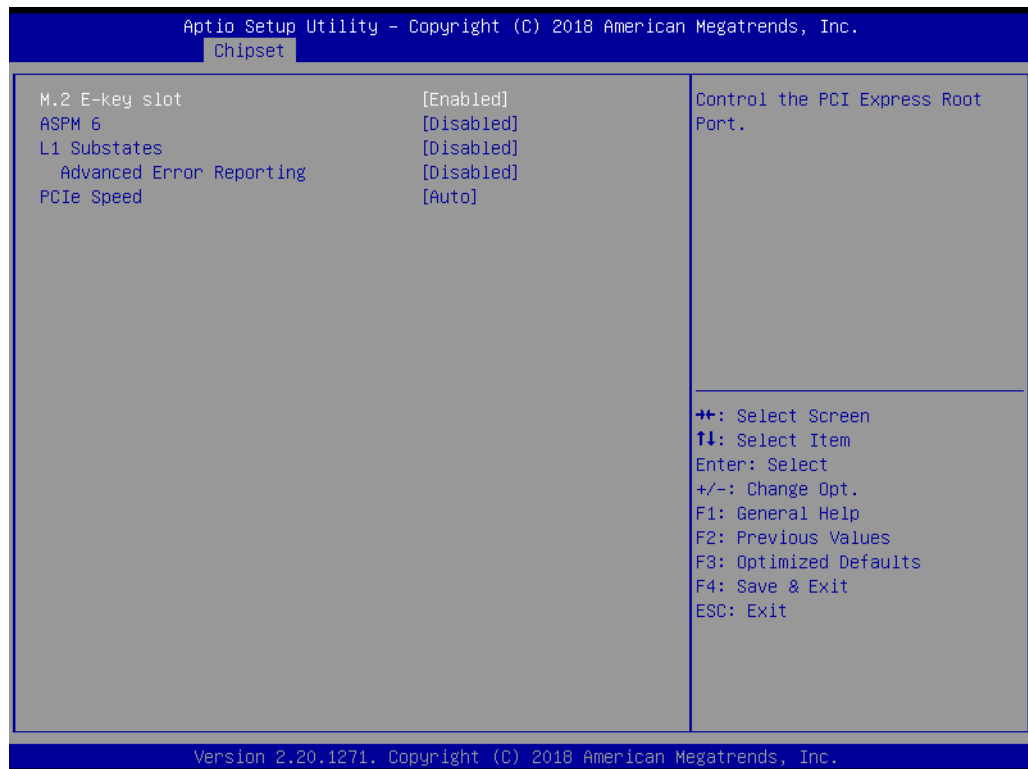 Aptio Setup Utility – Copyright (C) 2018 American Megatrends, Inc.
Chipset
M.2 E-key slot [Enabled]
ASPM 6 [Disabled]
L1 Substates [Disabled]
Advanced Error Reporting [Disabled]
PCIe Speed [Auto]
Control the PCI Express Root
Port.
→←: Select Screen
↑↓: Select Item
Enter: Select
+/-: Change Opt.
F1: General Help
F2: Previous Values
F3: Optimized Defaults
F4: Save & Exit
ESC: Exit
Version 2.20.1271. Copyright (C) 2018 American Megatrends, Inc.